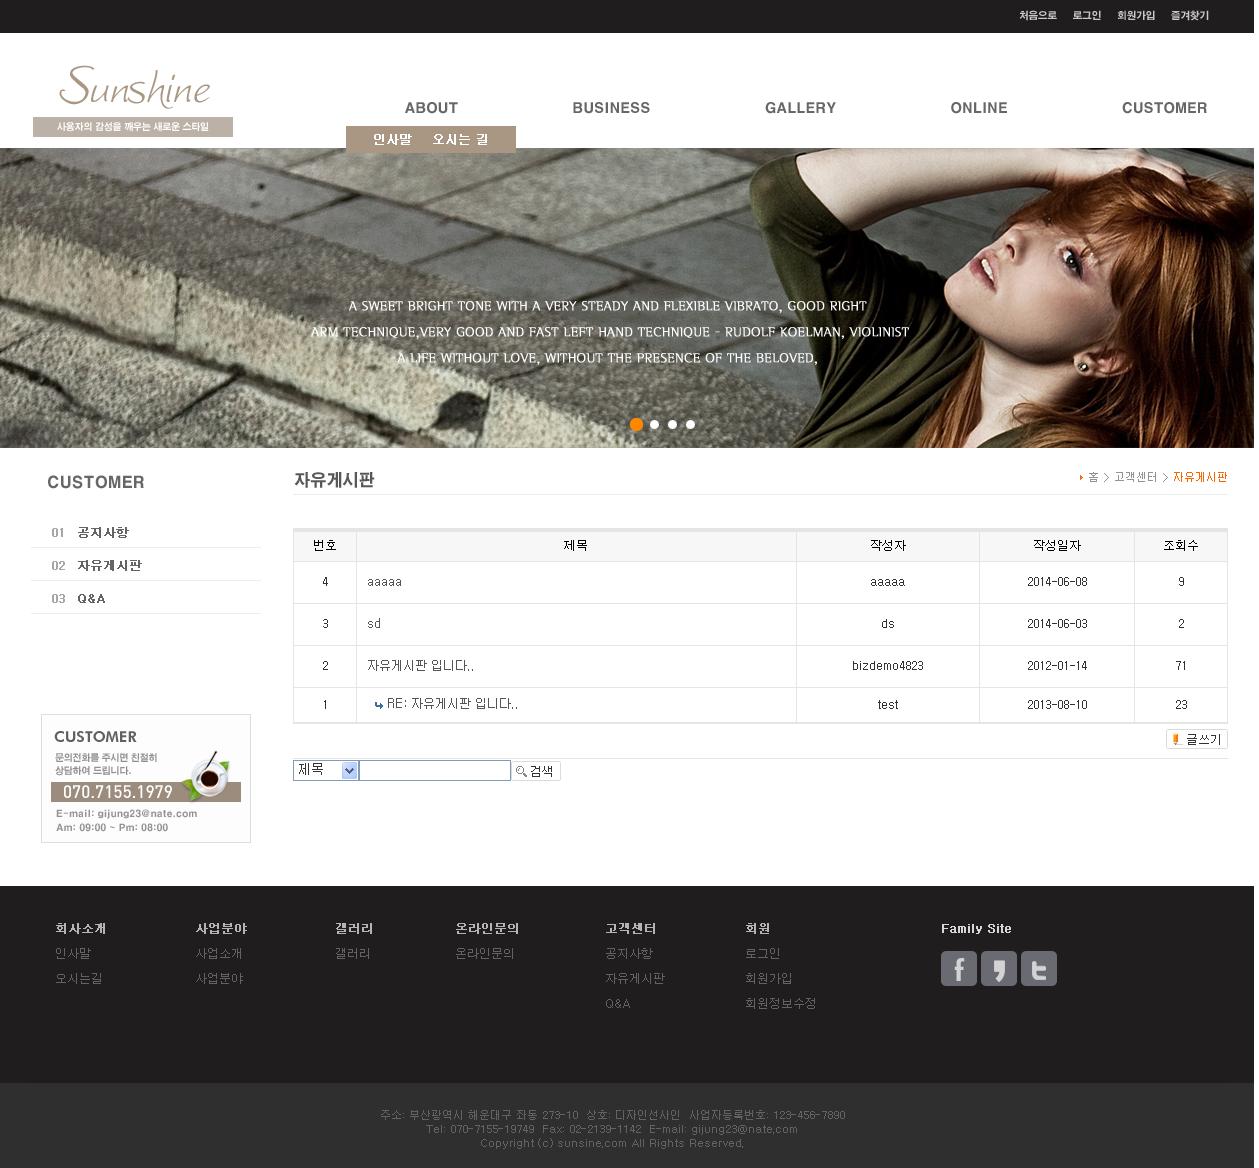 처음으로 로그인 회원가입 즐겨찾기
Sunshine
사용자의 감성을 깨우는 새로운 스타일
ABOUT BUSINESS GALLERY ONLINE CUSTOMER
인사말 오시는 길
A SWEET BRIGHT TONE WITH A VERY STEADY AND FLEXIBLE VIBRATO, GOOD RIGHT
ARM TECHNIQUE,VERY GOOD AND FAST LEFT HAND TECHNIQUE - RUDOLF KOELMAN, VIOLINIST
A LIFE WITHOUT LOVE, WITHOUT THE PRESENCE OF THE BELOVED,
CUSTOMER
01 공지사항
02 자유게시판
03 Q&A
CUSTOMER
문의전화를 주시면 친절히
상담하여 드립니다.
070.7155.1979
E-mail: gijung23@nate.com
Am: 09:00 ~ Pm: 08:00
자유게시판
홈 > 고객센터 > 자유게시판
번호 제목 작성자 작성일자 조회수
4 aaaaa aaaaa 2014-06-08 9
3 sd ds 2014-06-03 2
2 자유게시판 입니다.. bizdemo4823 2012-01-14 71
1 RE: 자유게시판 입니다.. test 2013-08-10 23
글쓰기
제목 검색
회사소개 사업분야 갤러리 온라인문의 고객센터 회원 Family Site
인사말 사업소개 갤러리 온라인문의 공지사항 로그인
오시는길 사업분야 자유게시판 회원가입
Q&A 회원정보수정
주소: 부산광역시 해운대구 좌동 273-10 상호: 디자인선사인 사업자등록번호: 123-456-7890
Tel: 070-7155-19749 Fax: 02-2139-1142 E-mail: gijung23@nate.com
Copyright (c) sunsine.com All Rights Reserved.